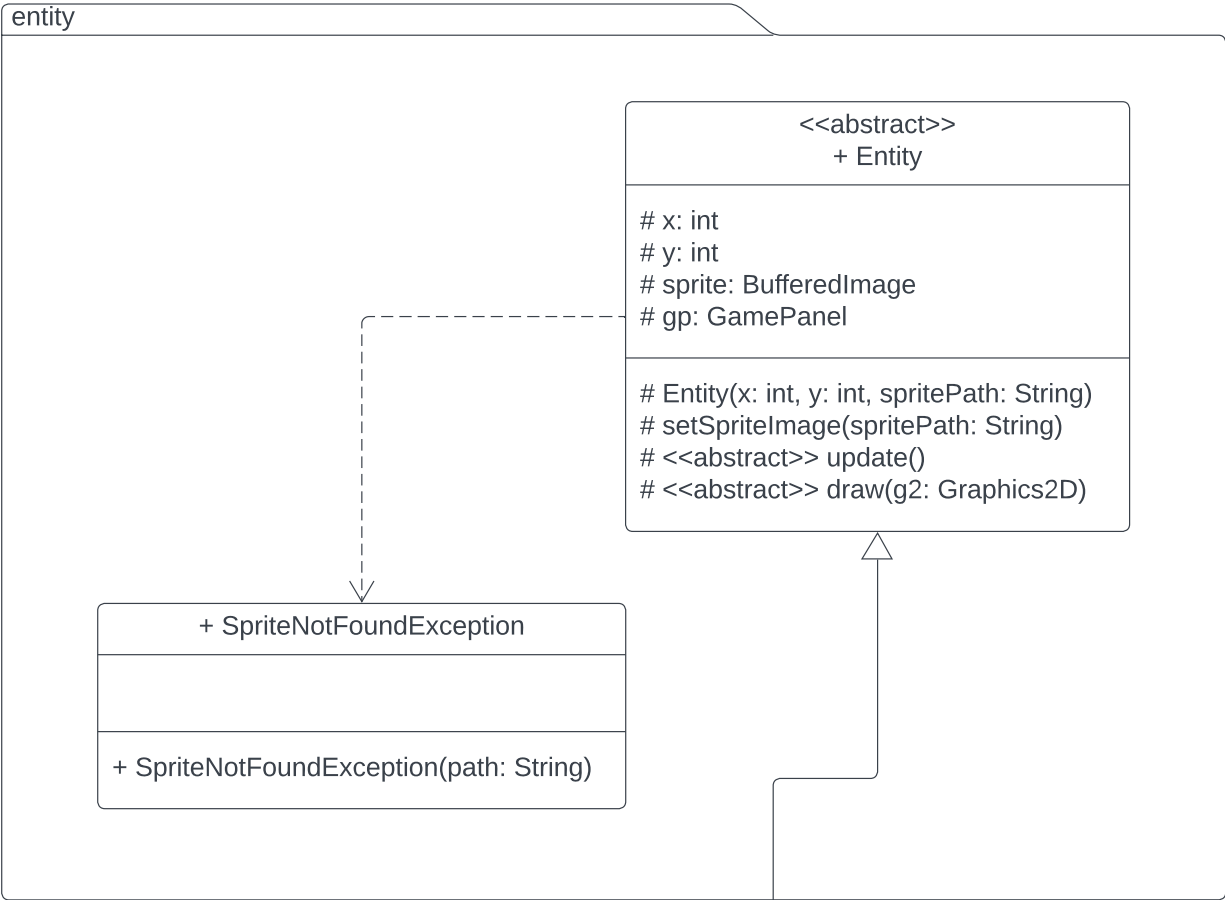 entity
<<abstract>>
+ Entity
# x: int
# y: int
# sprite: BufferedImage
# gp: GamePanel
# Entity(x: int, y: int, spritePath: String)
# setSpriteImage(spritePath: String)
# <<abstract>> update()
# <<abstract>> draw(g2: Graphics2D)
+ SpriteNotFoundException
+ SpriteNotFoundException(path: String)